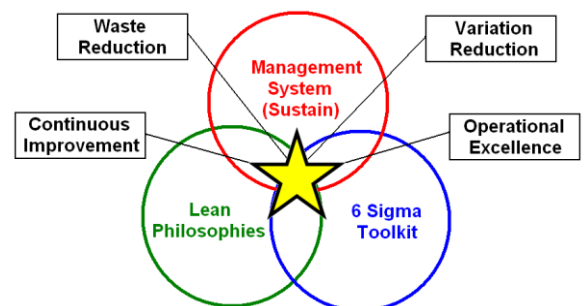 Waste
Reduction
Variation
Reduction
Management
System
(Sustain)
Continuous
Improvement
Operational
Excellence
Lean
Philosophies
6 Sigma
Toolkit